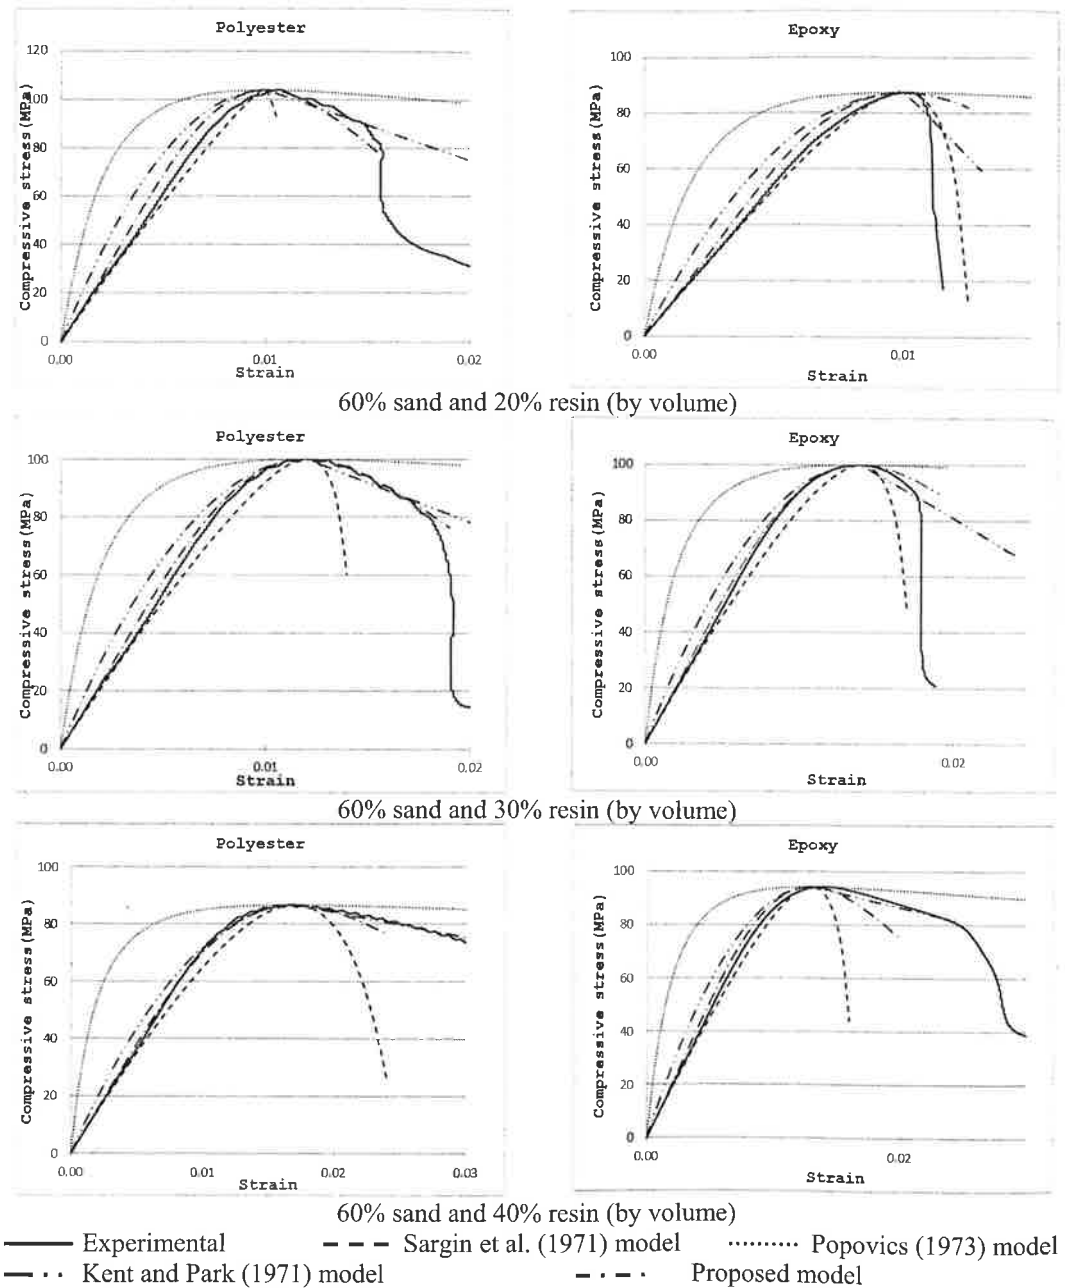 Polyester
Compressive stress(MPa)
120
100
80
60
40
20
0
0.00 0.01 0.02
Strain
Epoxy
Compressive stress(MPa)
100
80
60
40
20
0
0.00 0.01
Strain
60% sand and 20% resin (by volume)
Polyester
Compressive stress(MPa)
100
80
60
40
20
0
0.00 0.01 0.02
Strain
Epoxy
Compressive stress(MPa)
100
80
60
40
20
0
0.00 0.02
Strain
60% sand and 30% resin (by volume)
Polyester
Compressive stress(MPa)
100
80
60
40
20
0
0.00 0.01 0.02 0.03
Strain
Epoxy
Compressive stress(MPa)
100
80
60
40
20
0
0.00 0.02
Strain
60% sand and 40% resin (by volume)
Experimental Sargin et al. (1971) model Popovics (1973) model
Kent and Park (1971) model Proposed model